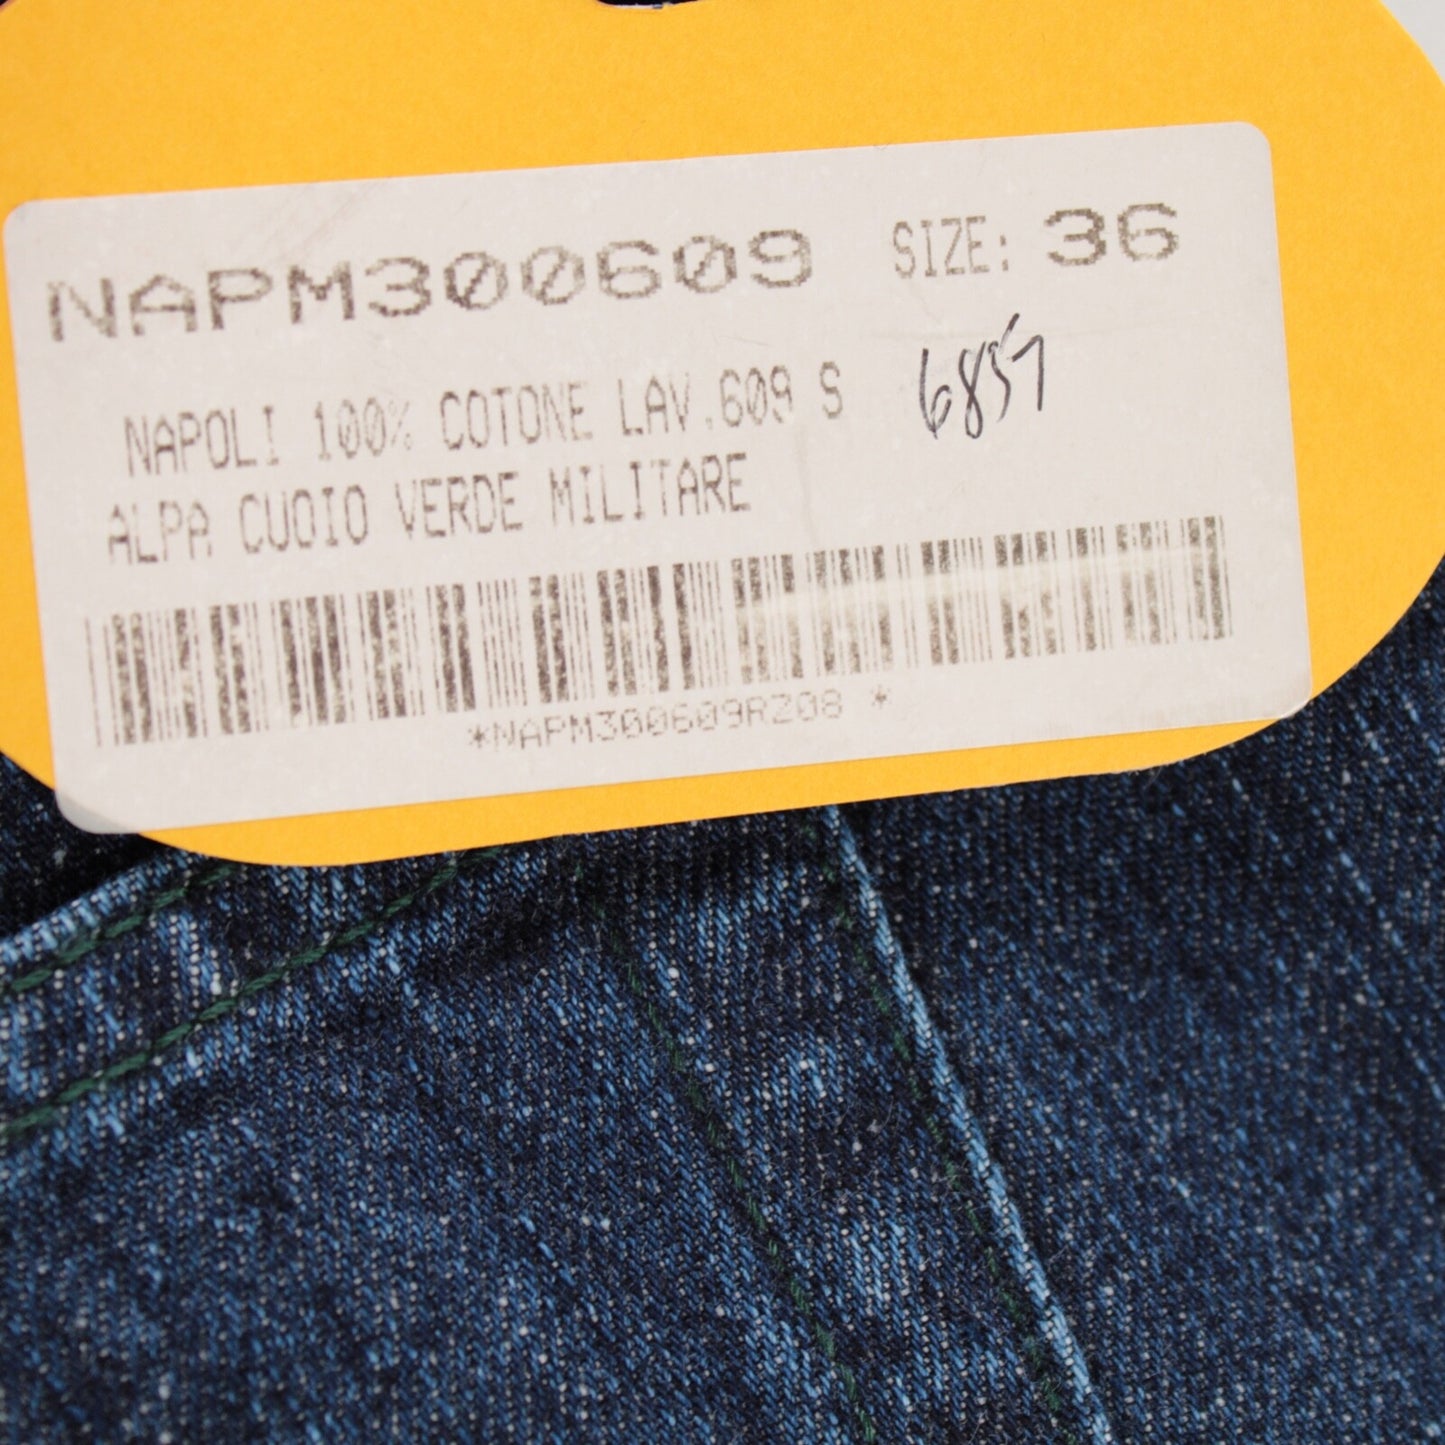 NAPM300609 SIZE: 36
6857
NAPOLI 100% COTONE LAV.609 S
ALPA CUOIO VERDE MILITARE
*NAPM300609RZ08 *